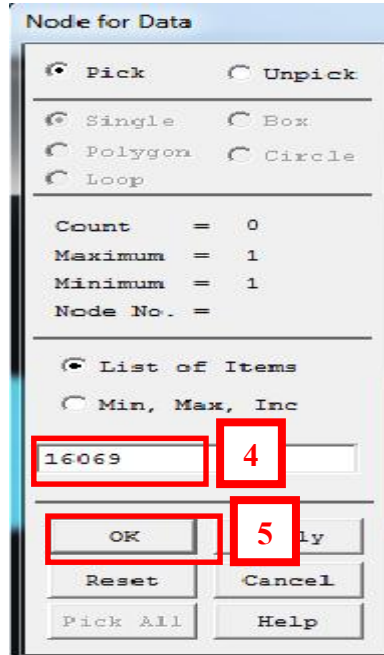 Node for Data
Pick Unpick
Single Box
Polygon Circle
Loop
Count = 0
Maximum = 1
Minimum = 1
Node No. =
List of Items
Min, Max, Inc
16069 4
OK 5 ly
Reset Cancel
Pick All Help